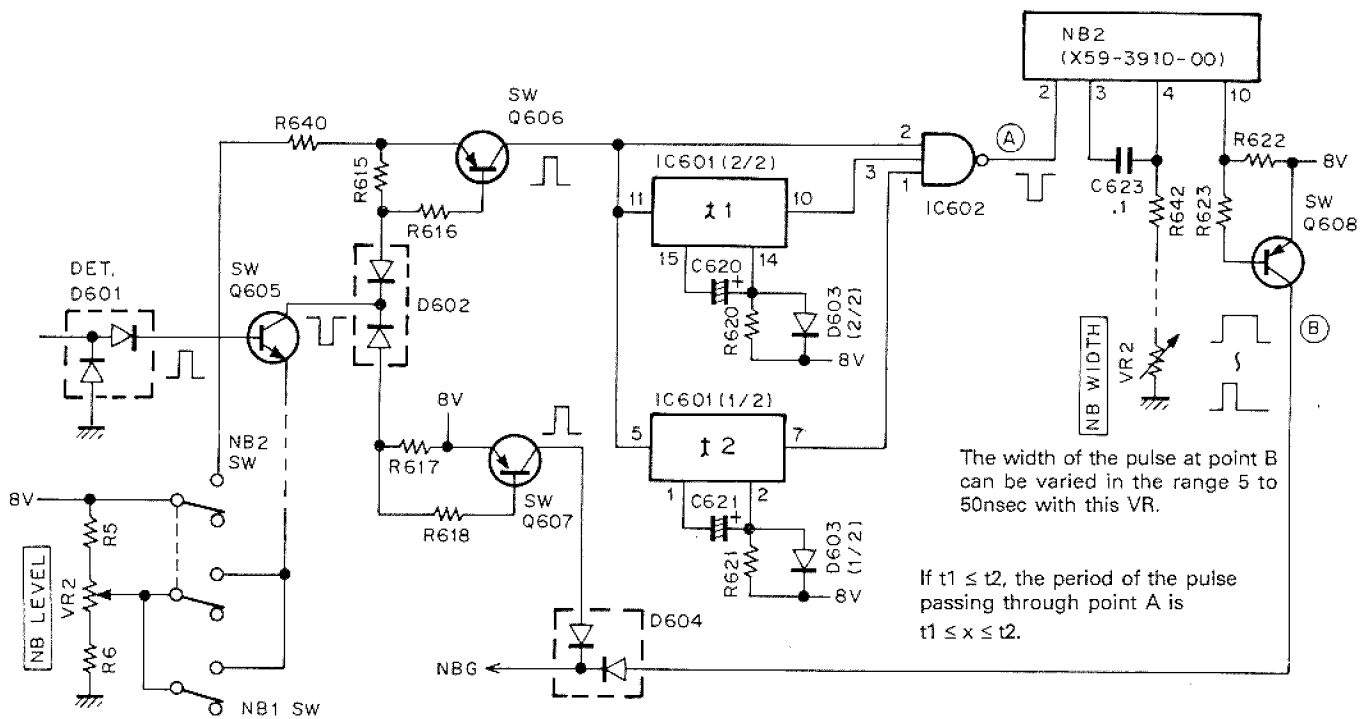 NB2
(X59-3910-00)
2
3
4
10
SW
Q606
R640
R615
R616
IC601(2/2)
t1
11
10
15
14
C620
+
R620
D603
(2/2)
8V
2
3
1
IC602
A
C623
.1
R642
R622
8V
R623
SW
Q608
B
NB WIDTH
VR2
DET,
D601
SW
Q605
D602
8V
R617
R618
SW
Q607
IC601(1/2)
t2
5
7
1
2
C621
+
R621
D603
(1/2)
8V
NB2
SW
8V
R5
NB LEVEL
VR2
R6
NB1 SW
D604
NBG
The width of the pulse at point B
can be varied in the range 5 to
50nsec with this VR.
If t1 ≤ t2, the period of the pulse
passing through point A is
t1 ≤ x ≤ t2.